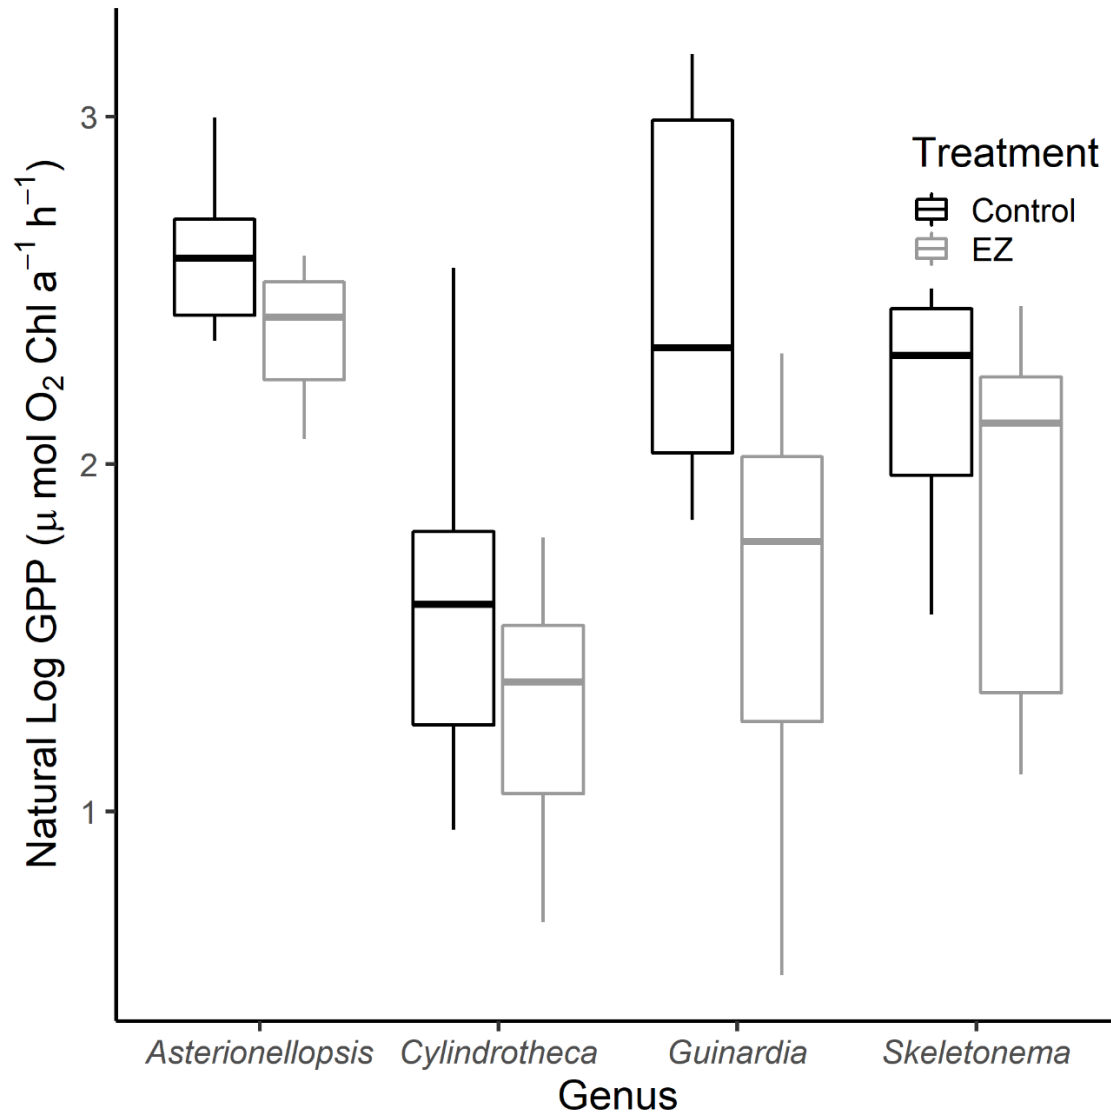 Natural Log GPP (μ mol O₂ Chl a⁻¹ h⁻¹)
3
2
1
Treatment
Control
EZ
Asterionellopsis Cylindrotheca Guinardia Skeletonema
Genus